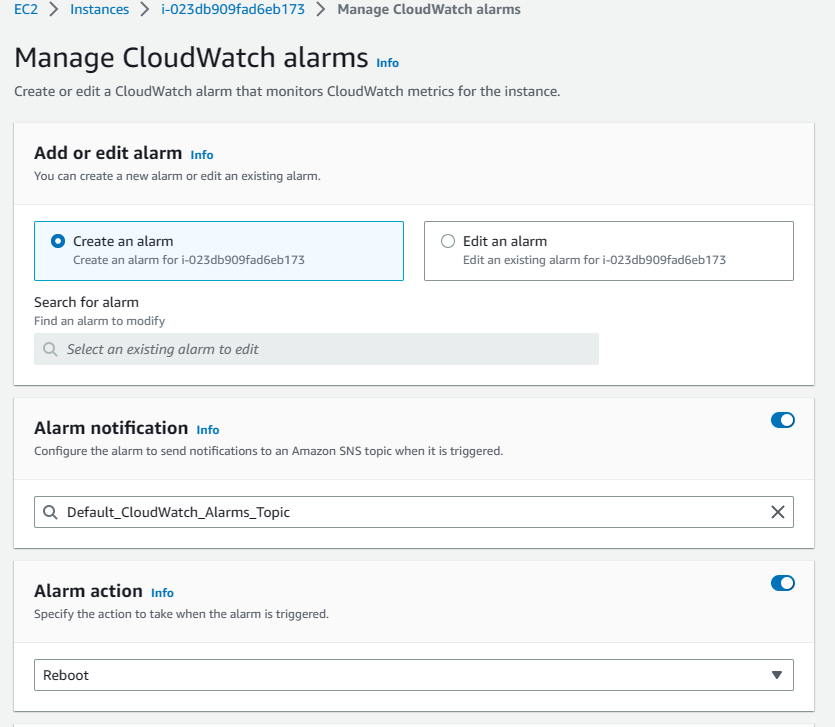 EC2 > Instances > i-023db909fad6eb173 > Manage CloudWatch alarms
Manage CloudWatch alarms Info
Create or edit a CloudWatch alarm that monitors CloudWatch metrics for the instance.
Add or edit alarm Info
You can create a new alarm or edit an existing alarm.
Create an alarm
Create an alarm for i-023db909fad6eb173
Edit an alarm
Edit an existing alarm for i-023db909fad6eb173
Search for alarm
Find an alarm to modify
Select an existing alarm to edit
Alarm notification Info
Configure the alarm to send notifications to an Amazon SNS topic when it is triggered.
Default_CloudWatch_Alarms_Topic
Alarm action Info
Specify the action to take when the alarm is triggered.
Reboot